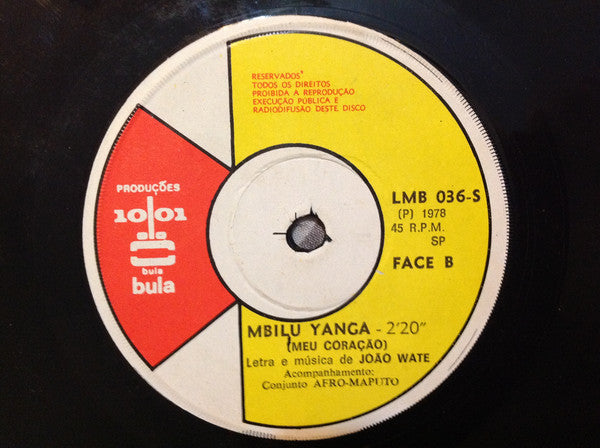 RESERVADOS
TODOS OS DIREITOS
PROIBIDA A REPRODUÇÃO
EXECUÇÃO PÚBLICA E
RADIODIFUSÃO DESTE DISCO
PRODUÇÕES
1001
bula
bula
LMB 036-S
(P) 1978
45 R.P.M.
SP
FACE B
MBILU YANGA - 2'20"
(MEU CORAÇÃO)
Letra e música de JOÃO WATE
Acompanhamento:
Conjunto AFRO-MAPUTO